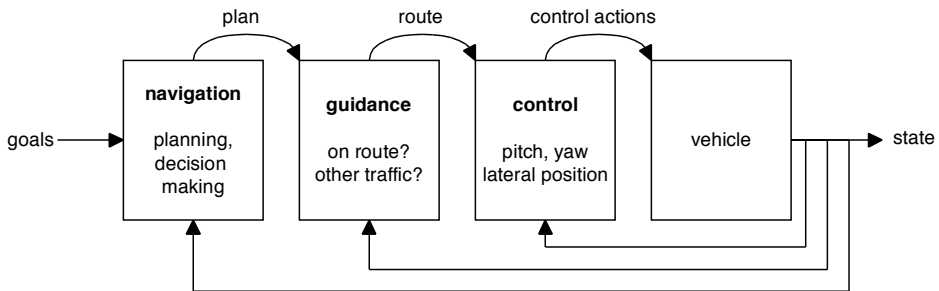 plan
route
control actions
goals
navigation
planning,
decision
making
guidance
on route?
other traffic?
control
pitch, yaw
lateral position
vehicle
state